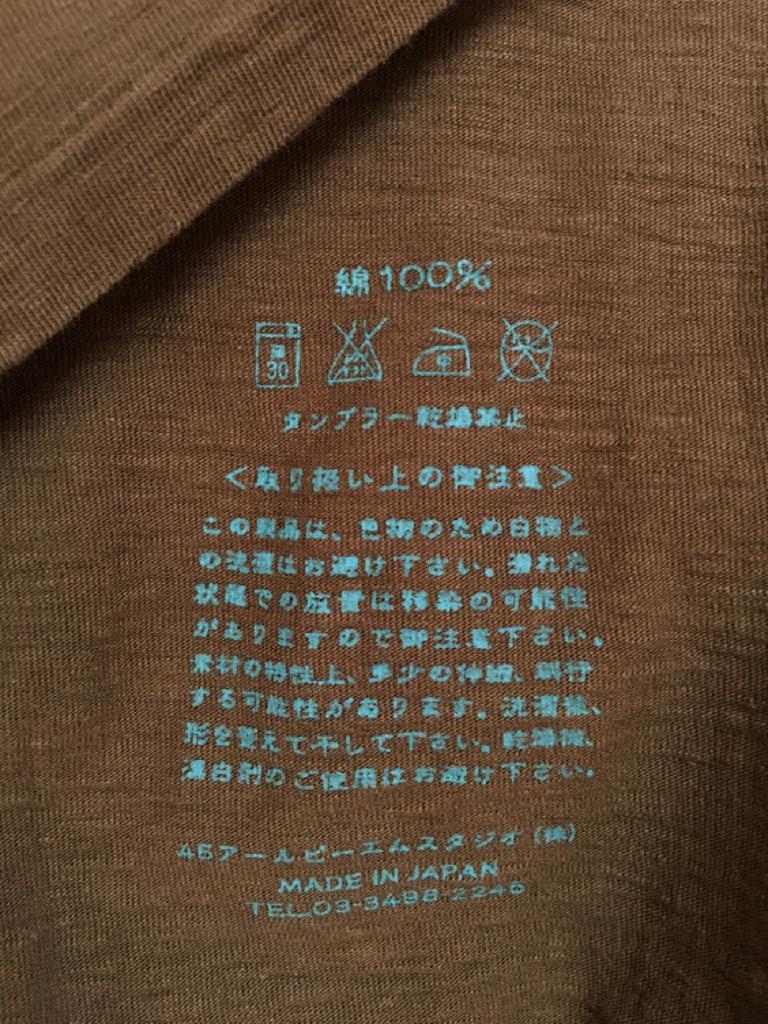 綿100%
30 中
タンブラー乾燥禁止
<取り扱い上の御注意>
この製品は、色物のため白物と
の洗濯はお避け下さい。濡れた
状態での放置は移染の可能性
がありますので御注意下さい。
素材の特性上、多少の伸縮、斜行
する可能性があります。洗濯後、
形を整えて干して下さい。乾燥機、
漂白剤のご使用はお避け下さい。
45アールピーエムスタジオ(株)
MADE IN JAPAN
TEL.03-3498-2248